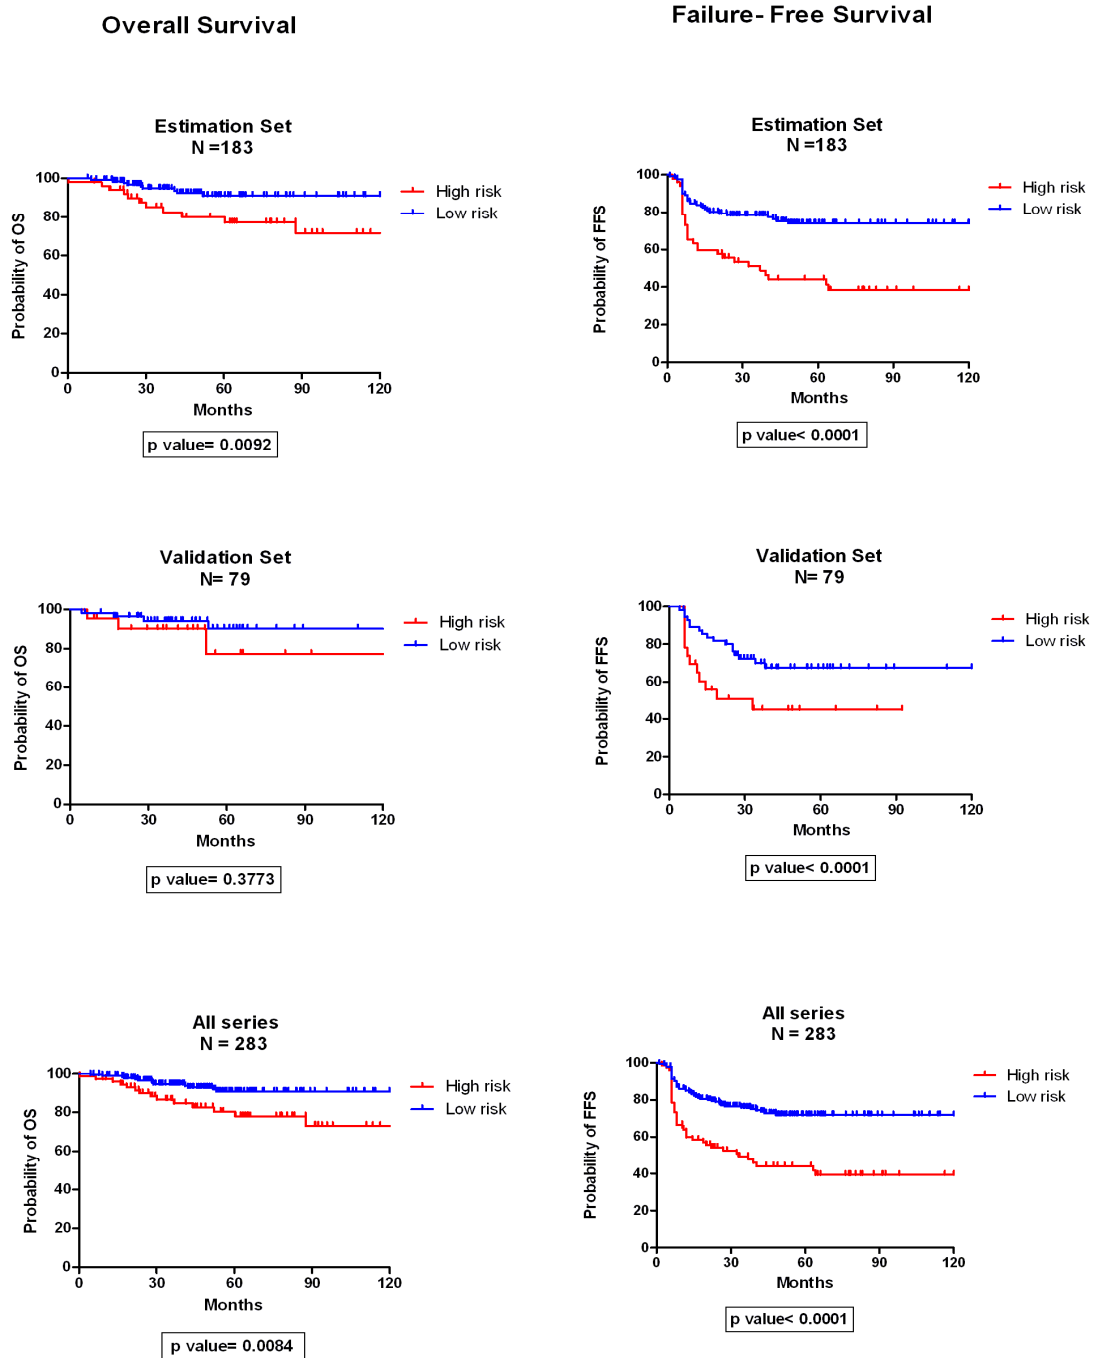 Overall Survival
Failure- Free Survival
Estimation Set
N =183
100
80
60
40
20
0
0 30 60 90 120
Probability of OS
Months
High risk
Low risk
p value= 0.0092
Estimation Set
N =183
100
80
60
40
20
0
0 30 60 90 120
Probability of FFS
Months
High risk
Low risk
p value< 0.0001
Validation Set
N= 79
100
80
60
40
20
0
0 30 60 90 120
Probability of OS
Months
High risk
Low risk
p value= 0.3773
Validation Set
N= 79
100
80
60
40
20
0
0 30 60 90 120
Probability of FFS
Months
High risk
Low risk
p value< 0.0001
All series
N = 283
100
80
60
40
20
0
0 30 60 90 120
Probability of OS
Months
High risk
Low risk
p value= 0.0084
All series
N = 283
100
80
60
40
20
0
0 30 60 90 120
Probability of FFS
Months
High risk
Low risk
p value< 0.0001